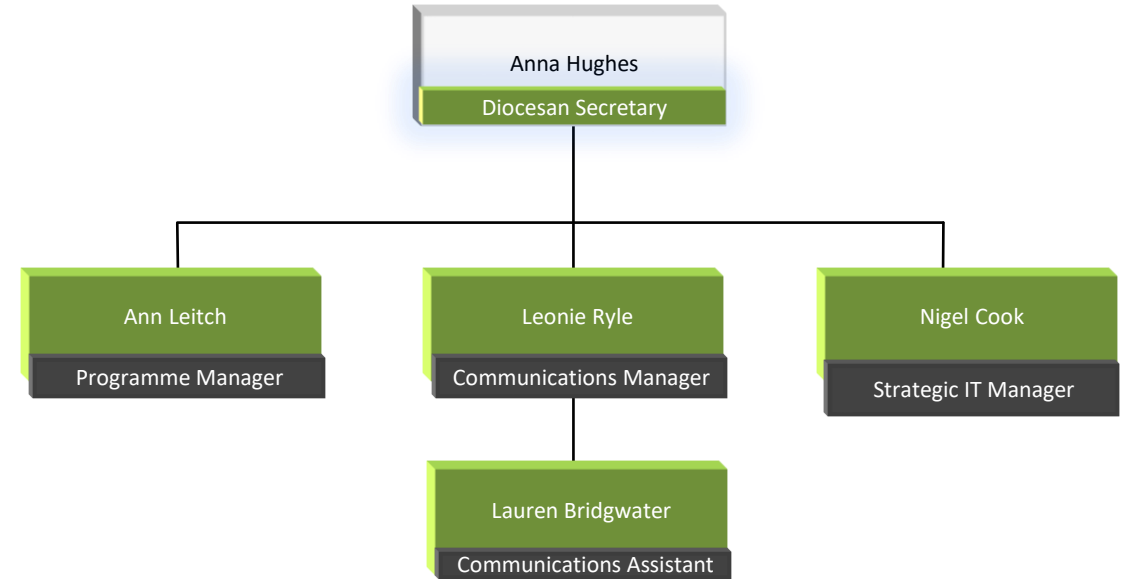 Anna Hughes
Diocesan Secretary
Ann Leitch
Programme Manager
Leonie Ryle
Communications Manager
Nigel Cook
Strategic IT Manager
Lauren Bridgwater
Communications Assistant